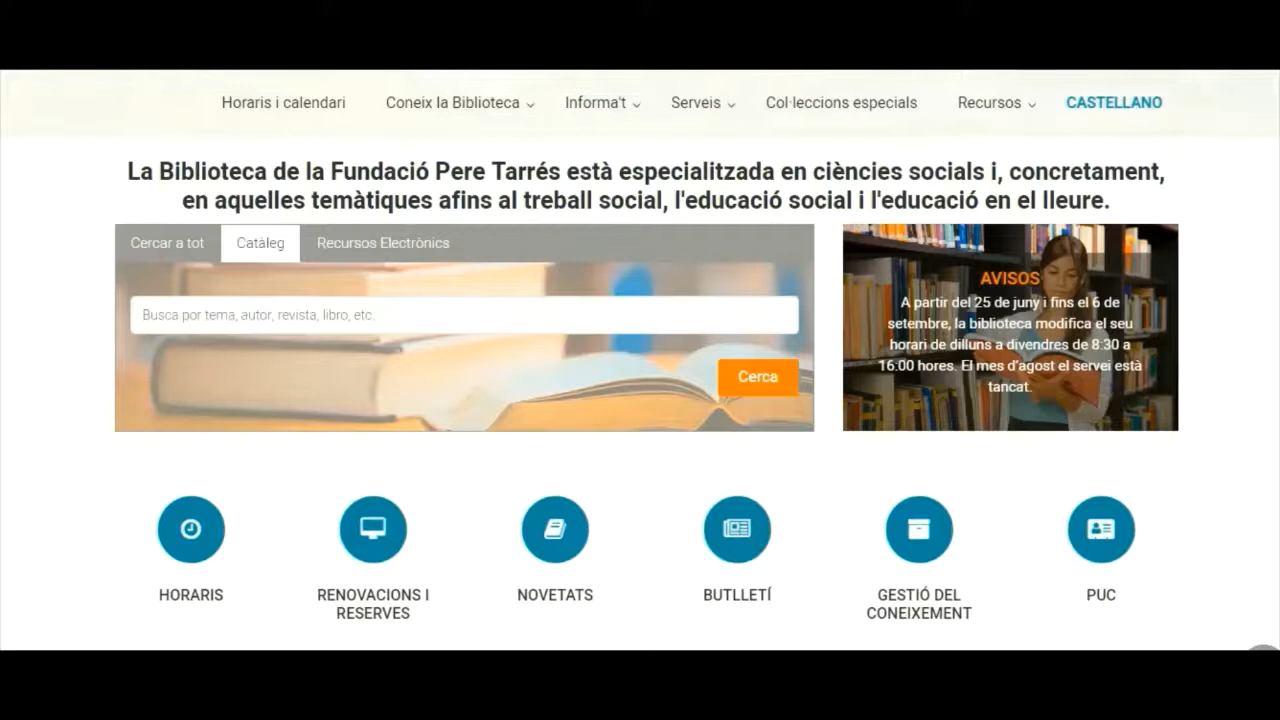 Horaris i calendari Coneix la Biblioteca Informa't Serveis Col·leccions especials Recursos CASTELLANO
La Biblioteca de la Fundació Pere Tarrés està especialitzada en ciències socials i, concretament,
en aquelles temàtiques afins al treball social, l'educació social i l'educació en el lleure.
Cercar a tot Catàleg Recursos Electrònics
Busca por tema, autor, revista, libro, etc.
Cerca
AVISOS
A partir del 25 de juny i fins el 6 de
setembre, la biblioteca modifica el seu
horari de dilluns a divendres de 8:30 a
16:00 hores. El mes d'agost el servei està
tancat.
HORARIS
RENOVACIONS I
RESERVES
NOVETATS
BUTLLETÍ
GESTIÓ DEL
CONEIXEMENT
PUC